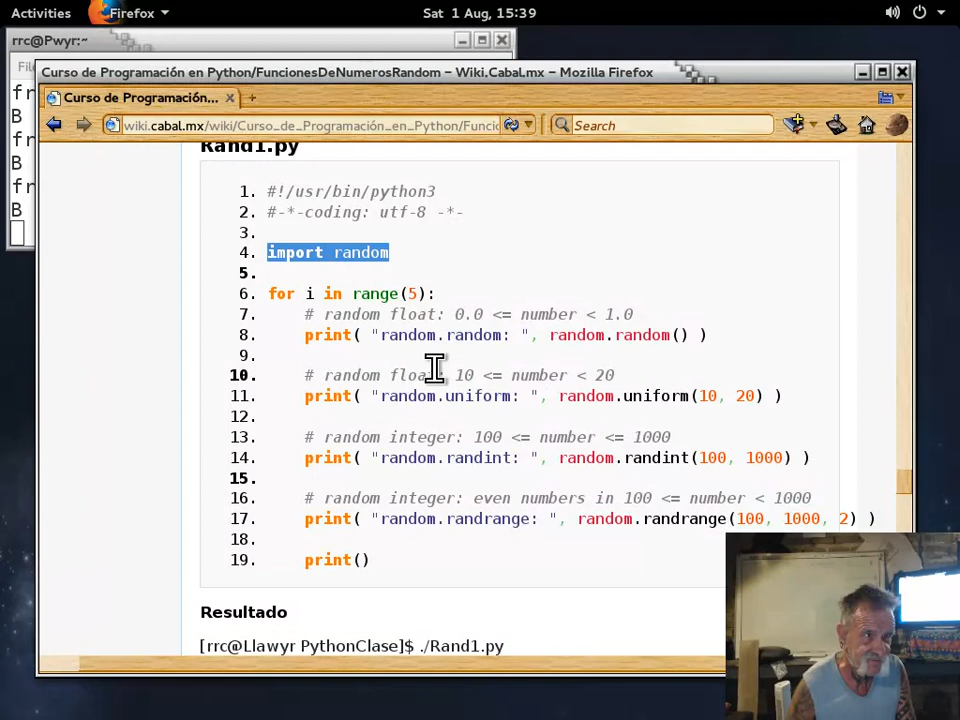 Activities Firefox Sat 1 Aug, 15:39
rrc@Pwyr:~
Curso de Programación en Python/FuncionesDeNumerosRandom – Wiki.Cabal.mx – Mozilla Firefox
Fil
Curso de Programación...
fr
B
fr
B
fr
B
wiki.cabal.mx/wiki/Curso_de_Programación_en_Python/Funcio
Search
Rand1.py
1. #!/usr/bin/python3
2. #-*-coding: utf-8 -*-
3.
4. import random
5.
6. for i in range(5):
7. # random float: 0.0 <= number < 1.0
8. print( "random.random: ", random.random() )
9.
10. # random float: 10 <= number < 20
11. print( "random.uniform: ", random.uniform(10, 20) )
12.
13. # random integer: 100 <= number <= 1000
14. print( "random.randint: ", random.randint(100, 1000) )
15.
16. # random integer: even numbers in 100 <= number < 1000
17. print( "random.randrange: ", random.randrange(100, 1000, 2) )
18.
19. print()
Resultado
[rrc@Llawyr PythonClase]$ ./Rand1.py